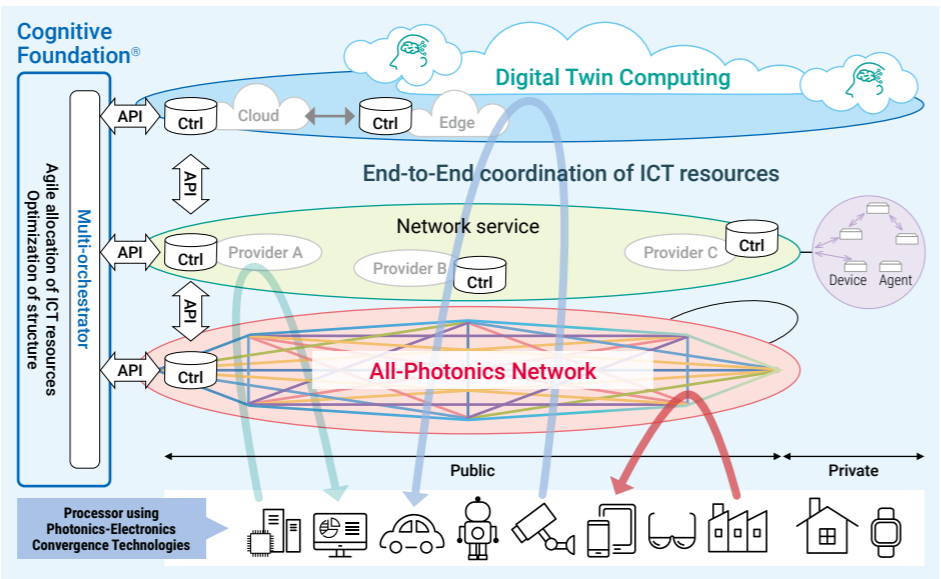 Cognitive
Foundation®
Digital Twin Computing
API
Ctrl
Cloud
Ctrl
Edge
API
End-to-End coordination of ICT resources
Agile allocation of ICT resources
Optimization of structure
Multi-orchestrator
Network service
API
Ctrl
Provider A
Provider B
Ctrl
Provider C
Ctrl
Device
Agent
API
API
Ctrl
All-Photonics Network
Public
Private
Processor using
Photonics-Electronics
Convergence Technologies